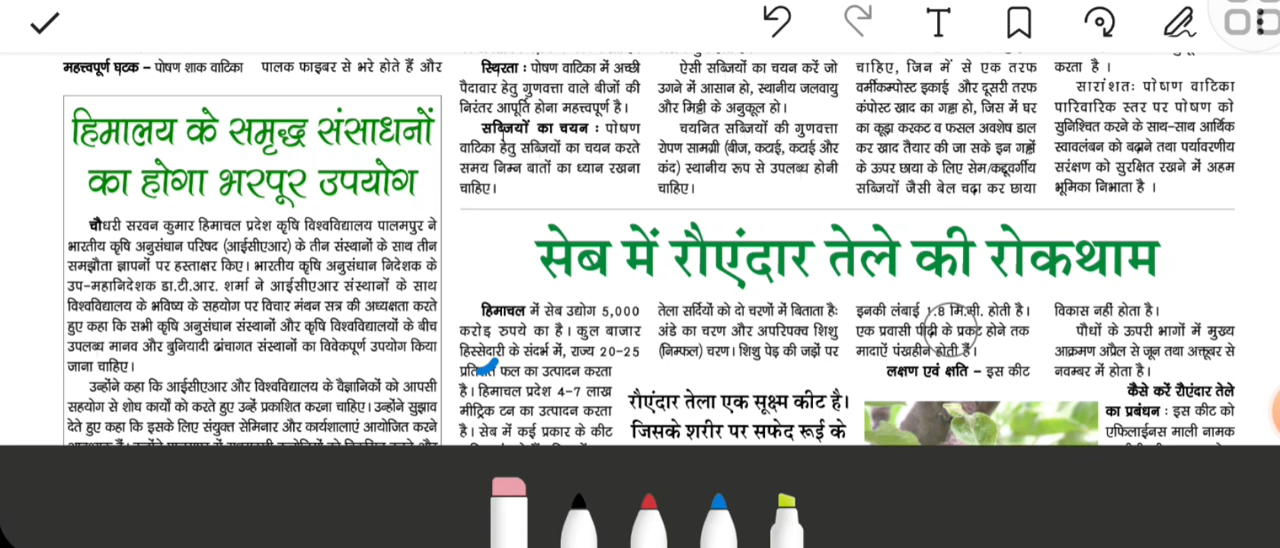 महत्त्वपूर्ण घटक – पोषण शाक वाटिका
पालक फाइबर से भरे होते हैं और
हिमालय के समृद्ध संसाधनों
का होगा भरपूर उपयोग
चौधरी सरवन कुमार हिमाचल प्रदेश कृषि विश्वविद्यालय पालमपुर ने
भारतीय कृषि अनुसंधान परिषद (आईसीएआर) के तीन संस्थानों के साथ तीन
समझौता ज्ञापनों पर हस्ताक्षर किए। भारतीय कृषि अनुसंधान निदेशक के
उप-महानिदेशक डा.टी.आर. शर्मा ने आईसीएआर संस्थानों के साथ
विश्वविद्यालय के भविष्य के सहयोग पर विचार मंथन सत्र की अध्यक्षता करते
हुए कहा कि सभी कृषि अनुसंधान संस्थानों और कृषि विश्वविद्यालयों के बीच
उपलब्ध मानव और बुनियादी ढांचागत संस्थानों का विवेकपूर्ण उपयोग किया
जाना चाहिए।
उन्होंने कहा कि आईसीएआर और विश्वविद्यालय के वैज्ञानिकों को आपसी
सहयोग से शोध कार्यों को करते हुए उन्हें प्रकाशित करना चाहिए। उन्होंने सुझाव
देते हुए कहा कि इसके लिए संयुक्त सेमिनार और कार्यशालाएं आयोजित करने
स्थिरता : पोषण वाटिका में अच्छी
पैदावार हेतु गुणवत्ता वाले बीजों की
निरंतर आपूर्ति होना महत्त्वपूर्ण है।
सब्जियों का चयन : पोषण
वाटिका हेतु सब्जियों का चयन करते
समय निम्न बातों का ध्यान रखना
चाहिए।
ऐसी सब्जियों का चयन करें जो
उगने में आसान हो, स्थानीय जलवायु
और मिट्टी के अनुकूल हो।
चयनित सब्जियों की गुणवत्ता
रोपण सामग्री (बीज, कटाई, कटाई और
कंद) स्थानीय रूप से उपलब्ध होनी
चाहिए।
चाहिए, जिन में से एक तरफ
वर्मीकम्पोस्ट इकाई और दूसरी तरफ
कंपोस्ट खाद का गड्ढा हो, जिस में घर
का कूड़ा करकट व फसल अवशेष डाल
कर खाद तैयार की जा सके इन गड्ढों
के ऊपर छाया के लिए सेम/कद्दूवर्गीय
सब्जियों जैसी बेल चढ़ा कर छाया
करता है ।
सारांशतः पोषण वाटिका
पारिवारिक स्तर पर पोषण को
सुनिश्चित करने के साथ-साथ आर्थिक
स्वावलंबन को बढ़ाने तथा पर्यावरणीय
संरक्षण को सुरक्षित रखने में अहम
भूमिका निभाता है ।
सेब में रौएंदार तेले की रोकथाम
हिमाचल में सेब उद्योग 5,000
करोड़ रुपये का है। कुल बाजार
हिस्सेदारी के संदर्भ में, राज्य 20-25
प्रतिशत फल का उत्पादन करता
है। हिमाचल प्रदेश 4-7 लाख
मीट्रिक टन का उत्पादन करता
है। सेब में कई प्रकार के कीट
तेला सर्दियों को दो चरणों में बिताता है:
अंडे का चरण और अपरिपक्व शिशु
(निम्फल) चरण। शिशु पेड़ की जड़ों पर
रौएंदार तेला एक सूक्ष्म कीट है।
जिसके शरीर पर सफेद रूई के
इनकी लंबाई 1.8 मि.मी. होती है।
एक प्रवासी पीढ़ी के प्रकट होने तक
मादाऐं पंखहीन होती हैं।
लक्षण एवं क्षति – इस कीट
विकास नहीं होता है।
पौधों के ऊपरी भागों में मुख्य
आक्रमण अप्रैल से जून तथा अक्तूबर से
नवम्बर में होता है।
कैसे करें रौएंदार तेले
का प्रबंधन : इस कीट को
एफिलाईनस माली नामक